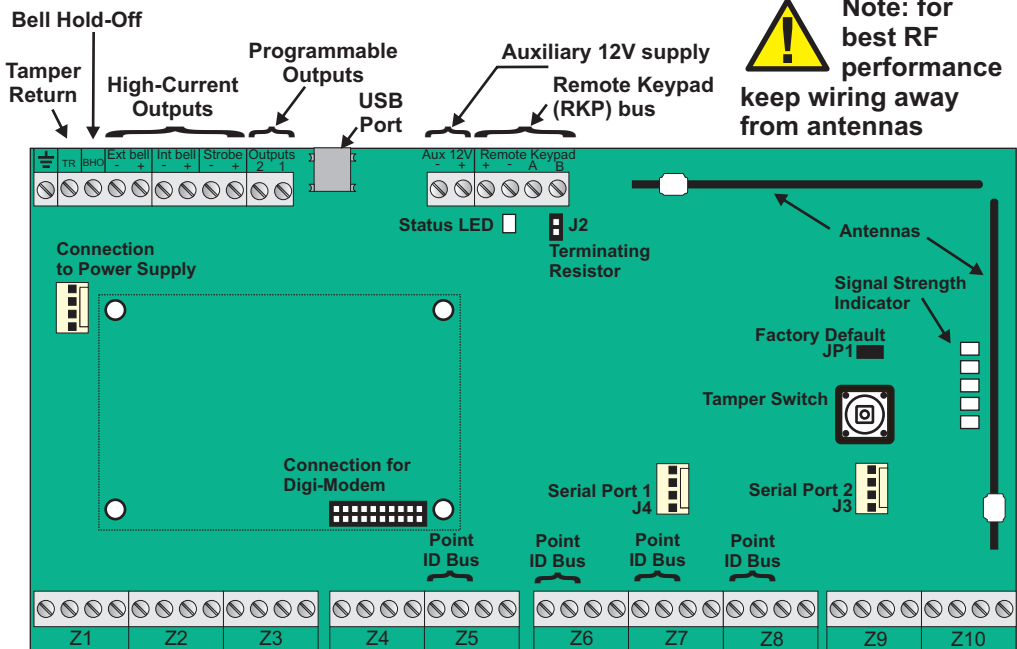 Bell Hold-Off
Tamper
Return
High-Current
Outputs
Programmable
Outputs
USB
Port
Auxiliary 12V supply
Remote Keypad
(RKP) bus
Note: for
best RF
performance
keep wiring away
from antennas
TR BHO Ext bell Int bell Strobe Outputs Aux 12V Remote Keypad
- + - + - + 2 1 - + + - A B
Status LED
J2
Terminating
Resistor
Antennas
Connection
to Power Supply
Signal Strength
Indicator
Factory Default
JP1
Tamper Switch
Connection for
Digi-Modem
Serial Port 1
J4
Serial Port 2
J3
Point
ID Bus
Point
ID Bus
Point
ID Bus
Point
ID Bus
Z1 Z2 Z3 Z4 Z5 Z6 Z7 Z8 Z9 Z10